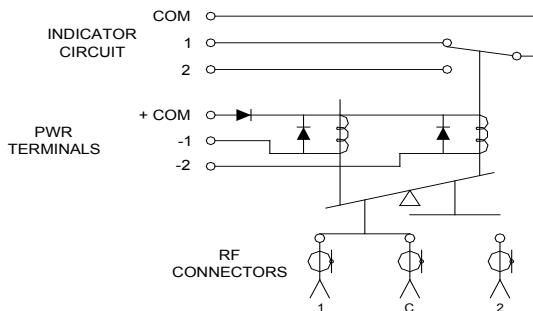 COM
INDICATOR
CIRCUIT
1
2
+ COM
PWR
TERMINALS
-1
-2
RF
CONNECTORS
1 C 2